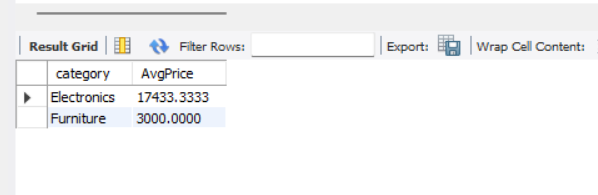 Result Grid Filter Rows: Export: Wrap Cell Content:
category AvgPrice
Electronics 17433.3333
Furniture 3000.0000